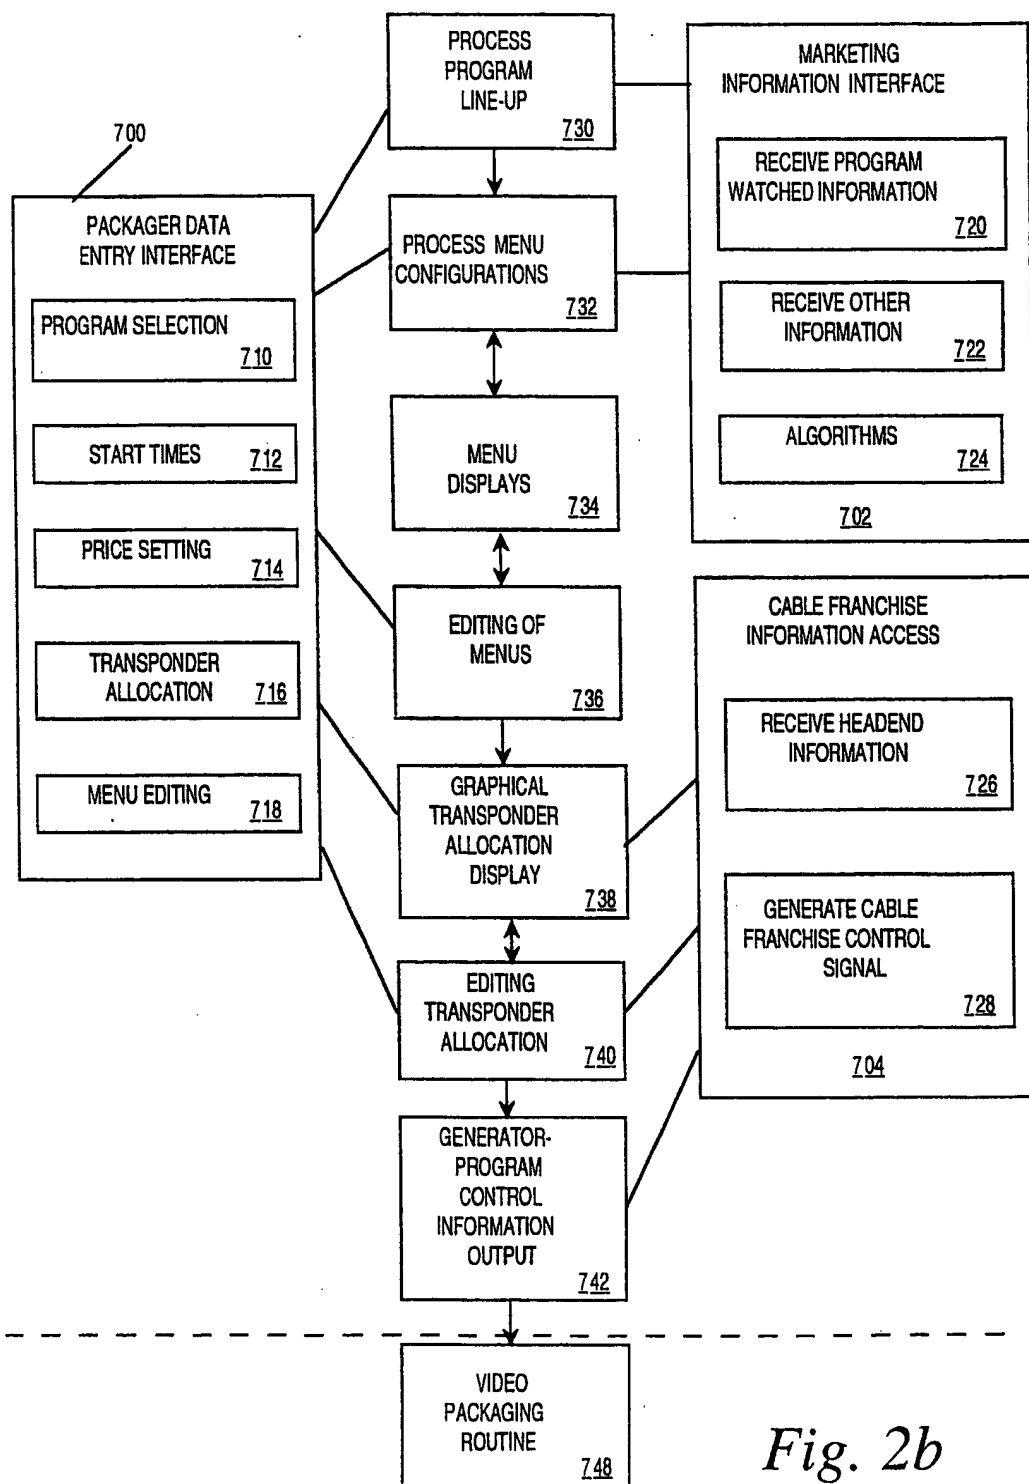 700
PACKAGER DATA
ENTRY INTERFACE
PROGRAM SELECTION
710
START TIMES 712
PRICE SETTING
714
TRANSPONDER
ALLOCATION 716
MENU EDITING 718
PROCESS
PROGRAM
LINE-UP
730
PROCESS MENU
CONFIGURATIONS
732
MENU
DISPLAYS
734
EDITING OF
MENUS
736
GRAPHICAL
TRANSPONDER
ALLOCATION
DISPLAY
738
EDITING
TRANSPONDER
ALLOCATION
740
GENERATOR-
PROGRAM
CONTROL
INFORMATION
OUTPUT
742
VIDEO
PACKAGING
ROUTINE
748
MARKETING
INFORMATION INTERFACE
RECEIVE PROGRAM
WATCHED INFORMATION
720
RECEIVE OTHER
INFORMATION
722
ALGORITHMS
724
702
CABLE FRANCHISE
INFORMATION ACCESS
RECEIVE HEADEND
INFORMATION
726
GENERATE CABLE
FRANCHISE CONTROL
SIGNAL
728
704
Fig. 2b